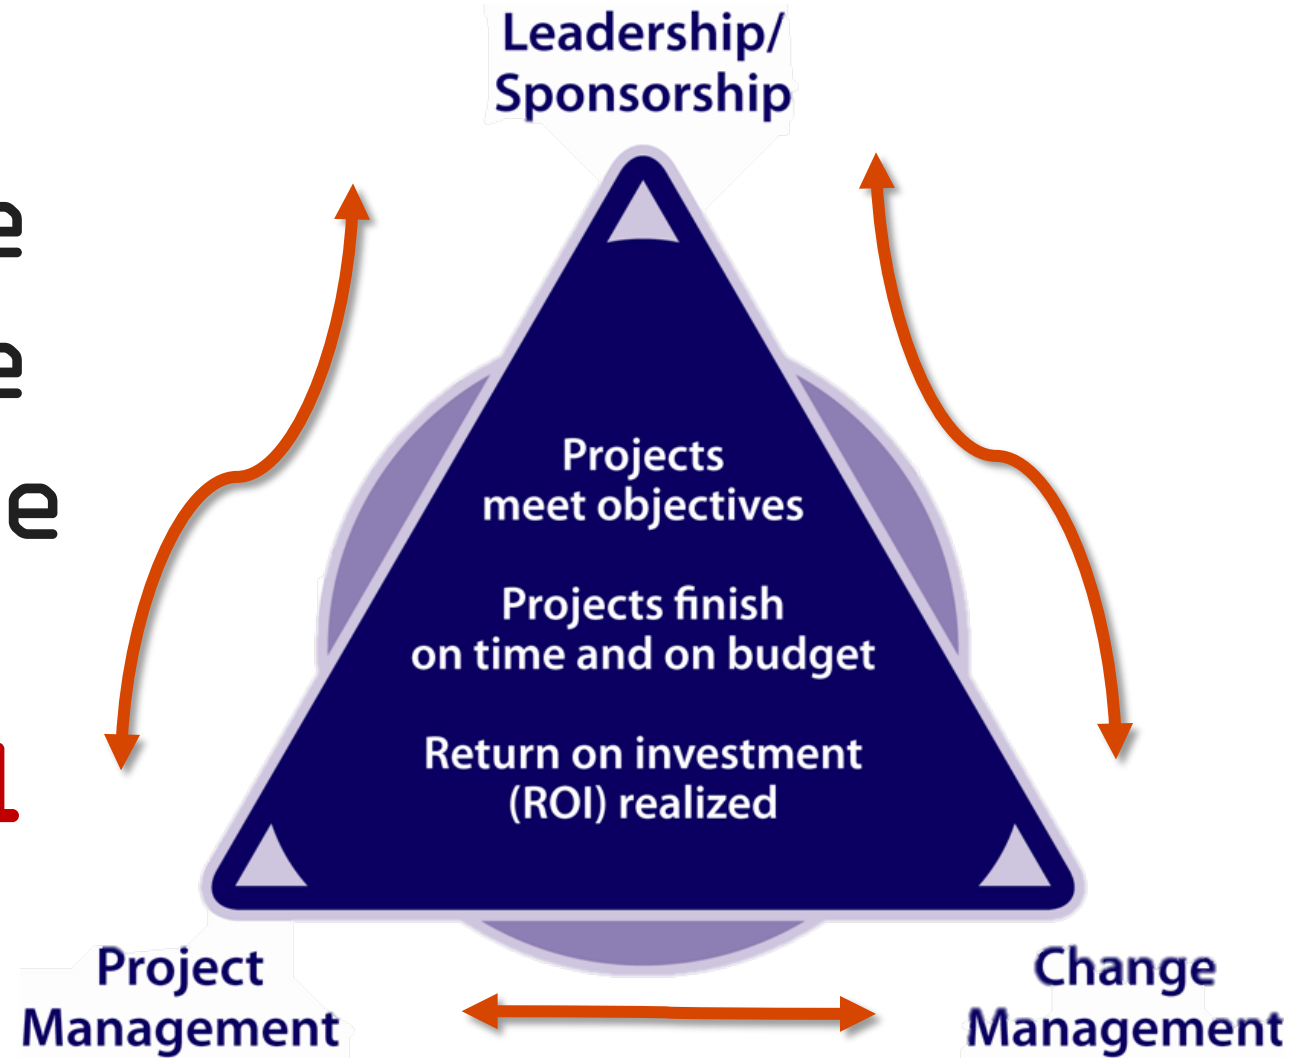 Leadership/
Sponsorship
e
e
e
Projects
meet objectives
Projects finish
on time and on budget
Return on investment
(ROI) realized
Project
Management
Change
Management